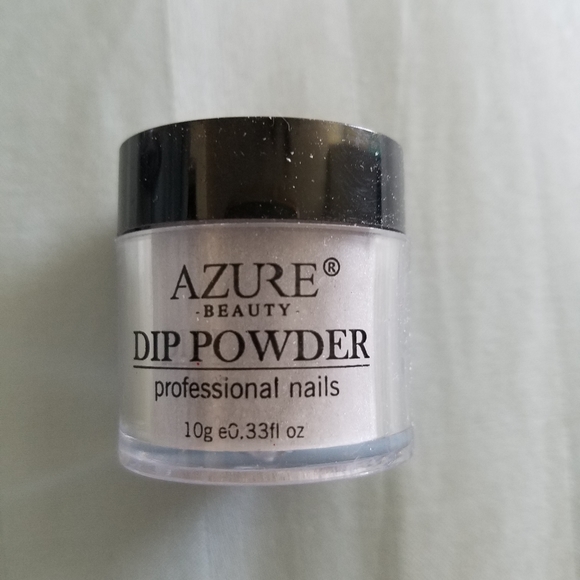 AZURE®
-BEAUTY-
DIP POWDER
professional nails
10g e0.33fl oz